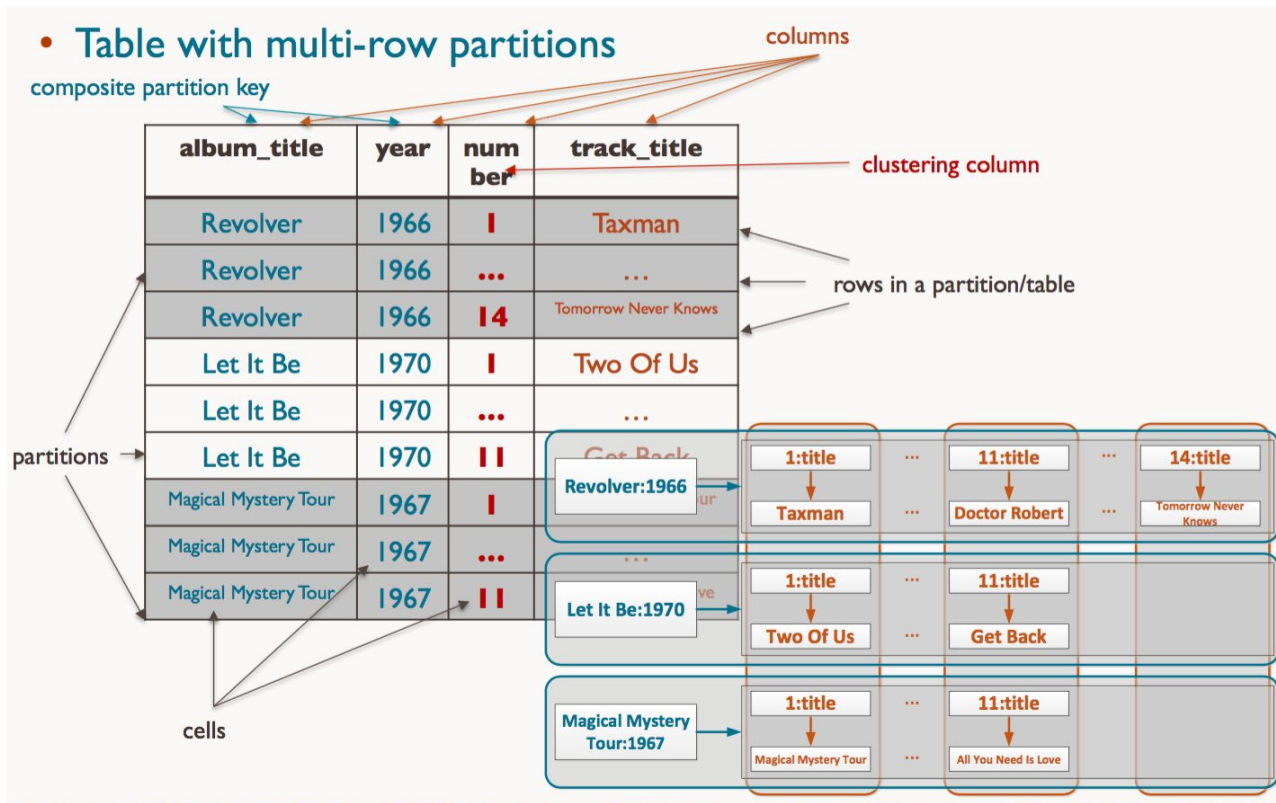 • Table with multi-row partitions
columns
composite partition key
album_title year num
ber track_title
clustering column
Revolver 1966 1 Taxman
Revolver 1966 ... ...
Revolver 1966 14 Tomorrow Never Knows
rows in a partition/table
Let It Be 1970 1 Two Of Us
Let It Be 1970 ... ...
Let It Be 1970 11 Get Back
Magical Mystery Tour 1967 1 our
Magical Mystery Tour 1967 ... ...
Magical Mystery Tour 1967 11 ve
partitions
cells
Revolver:1966
1:title ... 11:title ... 14:title
Taxman ... Doctor Robert ... Tomorrow Never
Knows
Let It Be:1970
1:title ... 11:title
Two Of Us ... Get Back
Magical Mystery
Tour:1967
1:title ... 11:title
Magical Mystery Tour ... All You Need Is Love